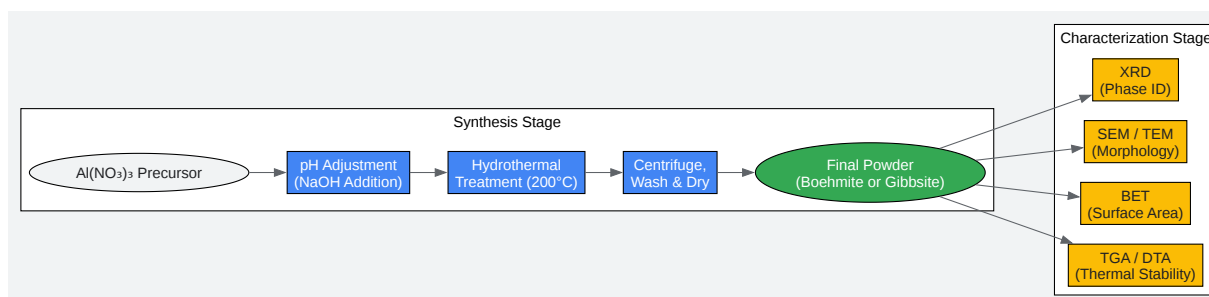 Synthesis Stage
Al(NO₃)₃ Precursor
pH Adjustment
(NaOH Addition)
Hydrothermal
Treatment (200°C)
Centrifuge,
Wash & Dry
Final Powder
(Boehmite or Gibbsite)
Characterization Stage
XRD
(Phase ID)
SEM / TEM
(Morphology)
BET
(Surface Area)
TGA / DTA
(Thermal Stability)